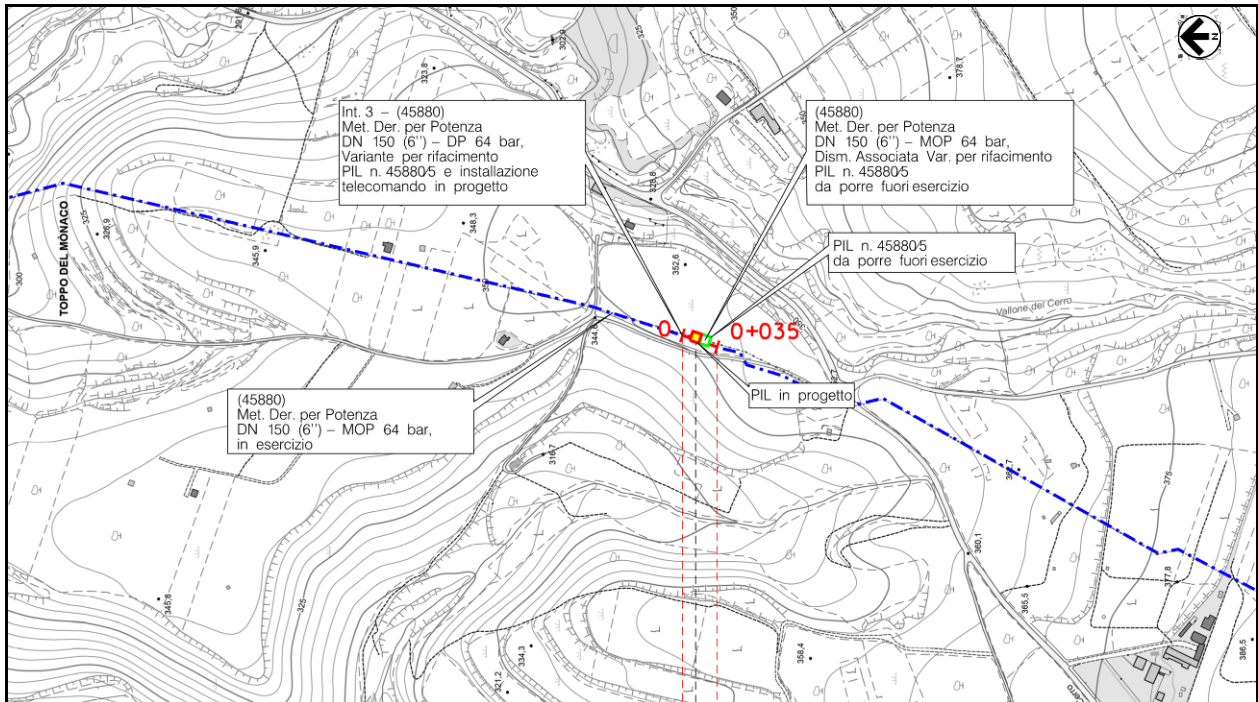 Int. 3 – (45880)
Met. Der. per Potenza
DN 150 (6'') – DP 64 bar,
Variante per rifacimento
PIL n. 45880/5 e installazione
telecomando in progetto
(45880)
Met. Der. per Potenza
DN 150 (6'') – MOP 64 bar,
Dism. Associata Var. per rifacimento
PIL n. 45880/5
da porre fuori esercizio
PIL n. 45880/5
da porre fuori esercizio
(45880)
Met. Der. per Potenza
DN 150 (6'') – MOP 64 bar,
in esercizio
PIL in progetto
0
0+035
TOPPO DEL MONACO
Vallone del Cerro
N
302,9
325
350
323,8
378,7
328,8
325
326,9
348,3
345,9
352,6
300
344,6
316,7
375
360,1
377,8
365,5
345,8
325
334,3
358,4
321,2
386,5
Cerro